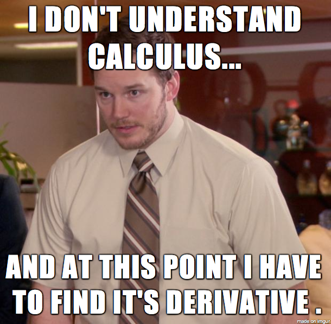 I DON'T UNDERSTAND
CALCULUS...
AND AT THIS POINT I HAVE
TO FIND IT'S DERIVATIVE .
made on imgur